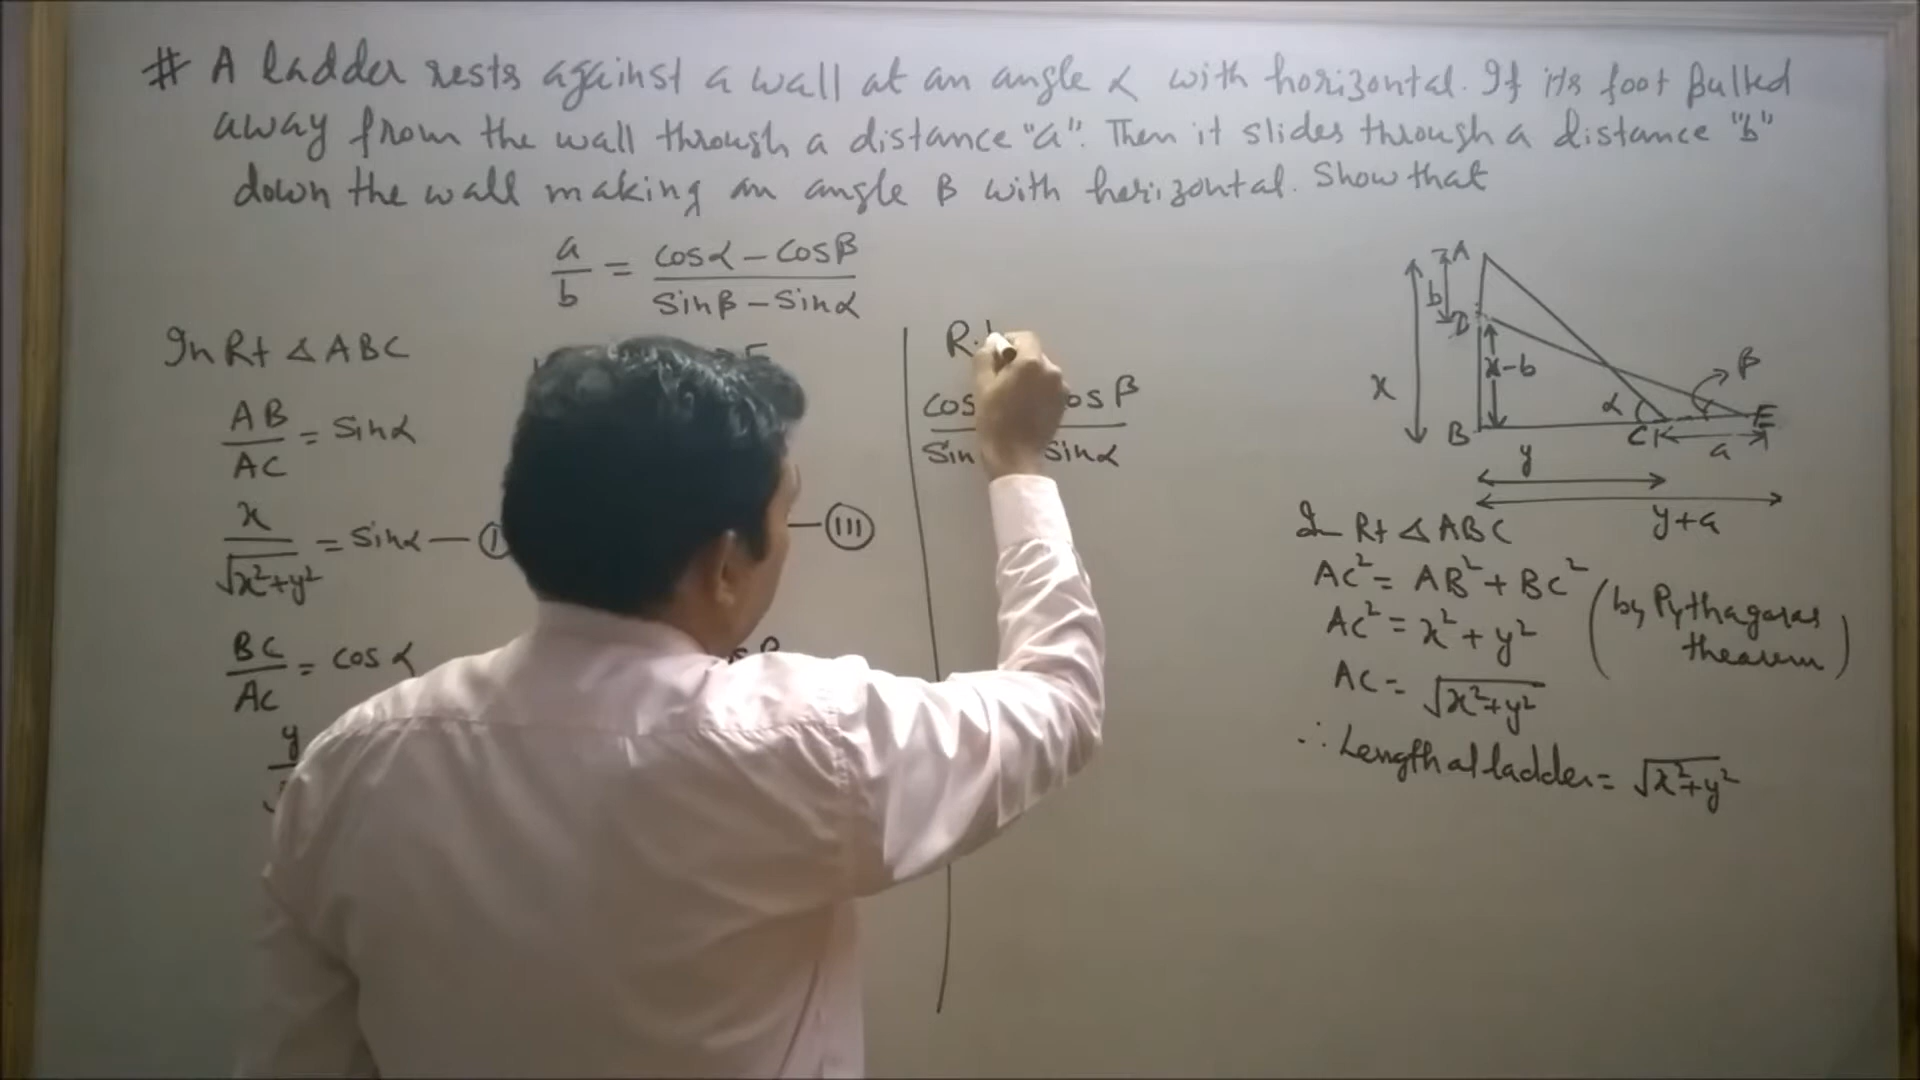 # A ladder rests against a wall at an angle α with horizontal. If its foot pulled
away from the wall through a distance "a". Then it slides through a distance "b"
down the wall making an angle β with horizontal. Show that
a/b = (cosα - cosβ)/(sinβ - sinα)
In Rt ∆ ABC
AB/AC = sinα
x/√(x²+y²) = sinα — (I
BC/AC = cos α
y
— (III)
R.
cos cos β
sin sinα
A
b
D
x
x-b
β
α
B
C
E
a
y
y+a
In Rt ∆ ABC
AC² = AB² + BC²
AC² = x² + y²
(by Pythagoras
thearem)
AC = √(x²+y²)
∴ Length of ladder = √(x²+y²)